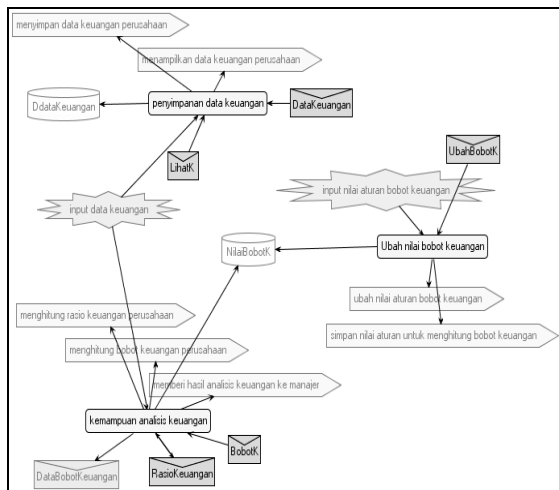 menyimpan data keuangan perusahaan
menampilkan data keuangan perusahaan
DdataKeuangan
penyimpanan data keuangan
DataKeuangan
LihatK
UbahBobotK
input nilai aturan bobot keuangan
input data keuangan
NilaiBobotK
Ubah nilai bobot keuangan
ubah nilai aturan bobot keuangan
simpan nilai aturan untuk menghitung bobot keuangan
menghitung rasio keuangan perusahaan
menghitung bobot keuangan perusahaan
memberi hasil analisis keuangan ke manajer
kemampuan analisis keuangan
BobotK
DataBobotKeuangan
RasioKeuangan